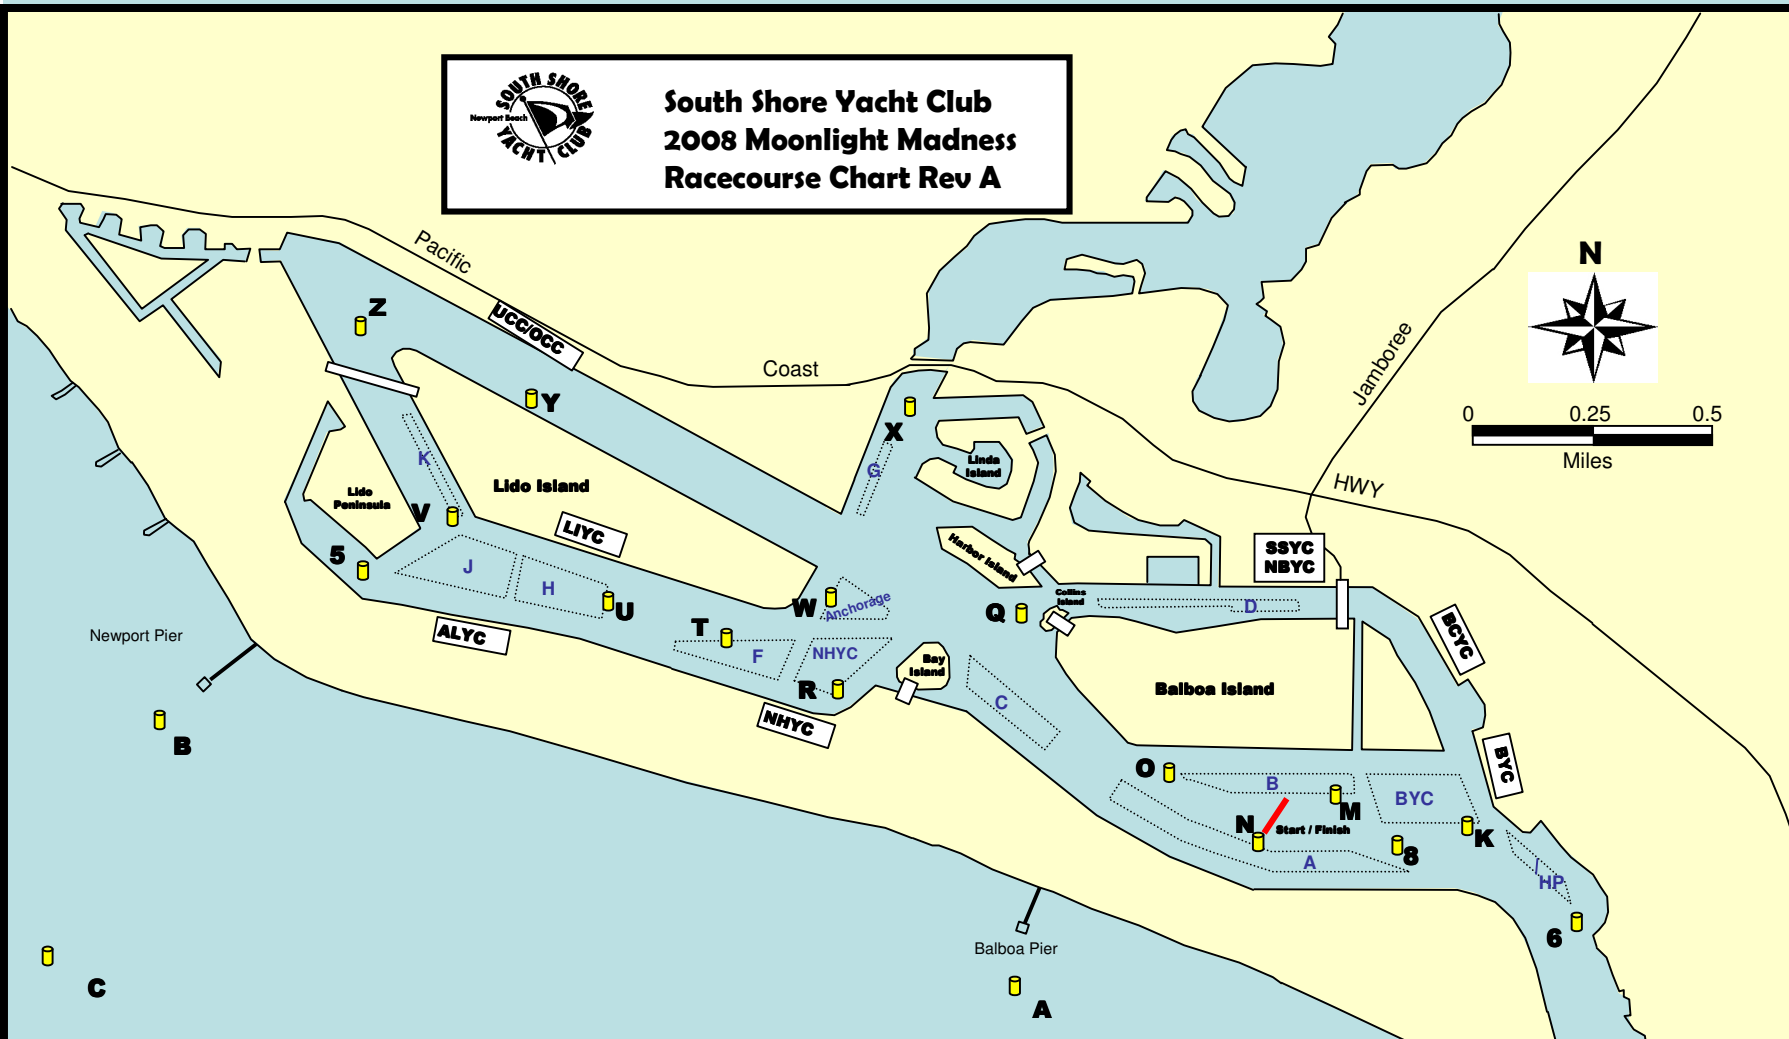 SOUTH SHORE
Newport Beach
YACHT CLUB
South Shore Yacht Club
2008 Moonlight Madness
Racecourse Chart Rev A
Pacific
Coast
HWY
Jamboree
N
0 0.25 0.5
Miles
Z
UCC/OCC
Y
X
G
Linda
Island
K
Lido Island
Lido
Peninsula
V
LIYC
5
J
H
U
ALYC
Newport Pier
B
C
T
F
W
Anchorage
NHYC
R
NHYC
Bay
Island
Harbor Island
Q
Collins
Island
D
SSYC
NBYC
BCYC
BYC
Balboa Island
C
O
B
M
N
Start / Finish
A
8
BYC
K
HP
6
Balboa Pier
A